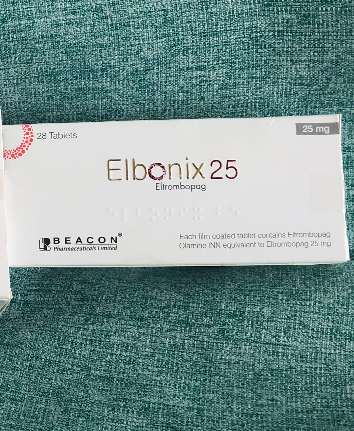 28 Tablets
25 mg
Elbonix 25
Eltrombopag
BEACON®
Pharmaceuticals Limited
Each film coated tablet contains Eltrombopag
Olamine INN equivalent to Eltrombopag 25 mg